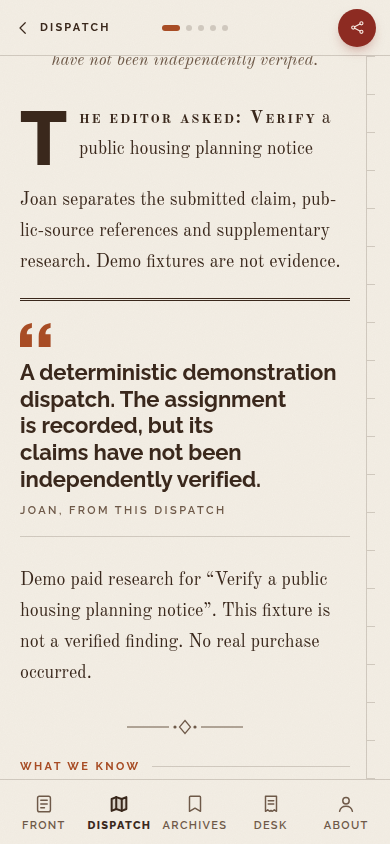 DISPATCH
have not been independently verified.
THE EDITOR ASKED: VERIFY a
public housing planning notice
Joan separates the submitted claim, pub-
lic-source references and supplementary
research. Demo fixtures are not evidence.
“
A deterministic demonstration
dispatch. The assignment
is recorded, but its
claims have not been
independently verified.
JOAN, FROM THIS DISPATCH
Demo paid research for “Verify a public
housing planning notice”. This fixture is
not a verified finding. No real purchase
occurred.
WHAT WE KNOW
FRONT DISPATCH ARCHIVES DESK ABOUT